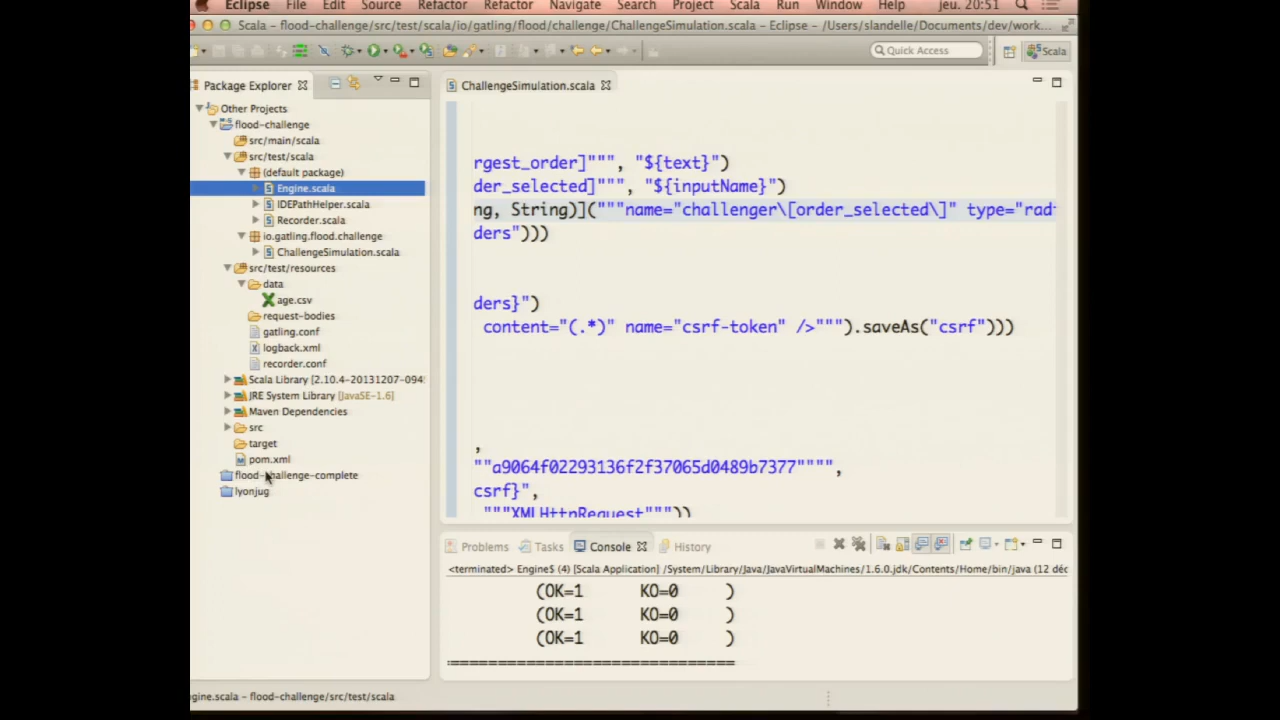 Eclipse File Edit Source Refactor Refactor Navigate Search Project Scala Run Window Help jeu. 20:51
Scala - flood-challenge/src/test/scala/io/gatling/flood/challenge/ChallengeSimulation.scala - Eclipse - /Users/slandelle/Documents/dev/work...
Quick Access
Scala
Package Explorer
Other Projects
flood-challenge
src/main/scala
src/test/scala
(default package)
Engine.scala
IDEPathHelper.scala
Recorder.scala
io.gatling.flood.challenge
ChallengeSimulation.scala
src/test/resources
data
age.csv
request-bodies
gatling.conf
logback.xml
recorder.conf
Scala Library [2.10.4-20131207-094
JRE System Library [JavaSE-1.6]
Maven Dependencies
src
target
pom.xml
flood-challenge-complete
lyonjug
ChallengeSimulation.scala
rgest_order]""", "${text}")
der_selected]""", "${inputName}")
ng, String)]("""name="challenger\[order_selected\]" type="rad
ders")))
ders}")
content="(.*)" name="csrf-token" />""").saveAs("csrf")))
,
""a9064f02293136f2f37065d0489b7377"""",
csrf}",
"""XMLHttpRequest"""))
Problems Tasks Console History
<terminated> Engine$ (4) [Scala Application] /System/Library/Java/JavaVirtualMachines/1.6.0.jdk/Contents/Home/bin/java (12 déc
(OK=1 KO=0 )
(OK=1 KO=0 )
(OK=1 KO=0 )
==============================
ngine.scala - flood-challenge/src/test/scala